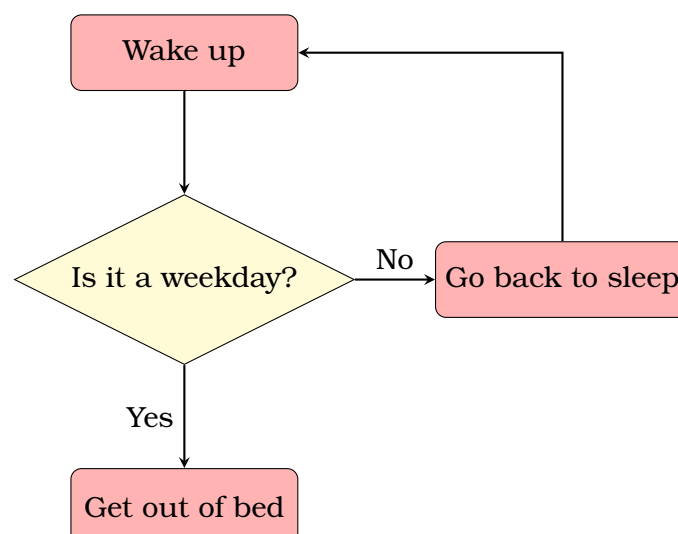 Wake up
Is it a weekday?
No
Go back to sleep
Yes
Get out of bed